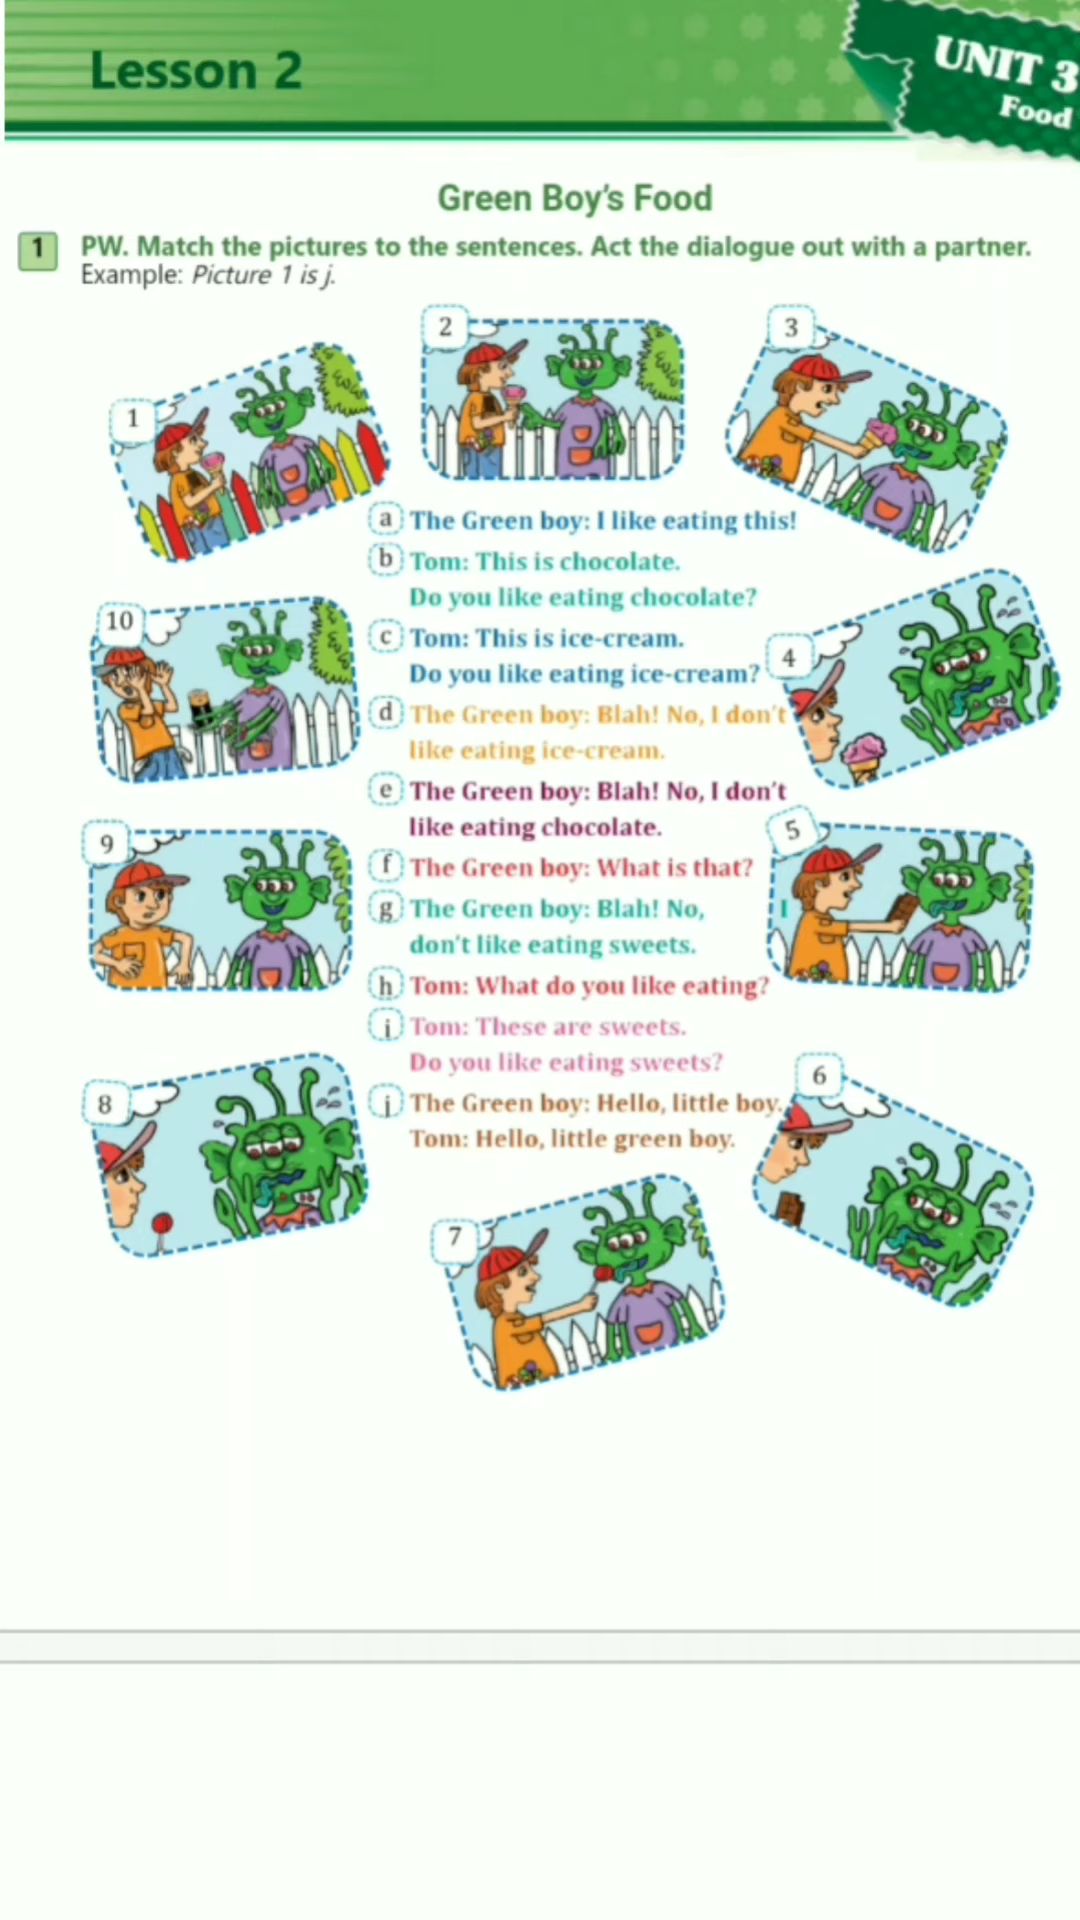 Lesson 2
UNIT 3
Food
Green Boy's Food
1 PW. Match the pictures to the sentences. Act the dialogue out with a partner.
Example: Picture 1 is j.
1
2
3
a The Green boy: I like eating this!
b Tom: This is chocolate.
Do you like eating chocolate?
10
c Tom: This is ice-cream.
Do you like eating ice-cream?
4
d The Green boy: Blah! No, I don't
like eating ice-cream.
e The Green boy: Blah! No, I don't
like eating chocolate.
5
9
f The Green boy: What is that?
g The Green boy: Blah! No, I
don't like eating sweets.
h Tom: What do you like eating?
i Tom: These are sweets.
Do you like eating sweets?
6
8
j The Green boy: Hello, little boy.
Tom: Hello, little green boy.
7